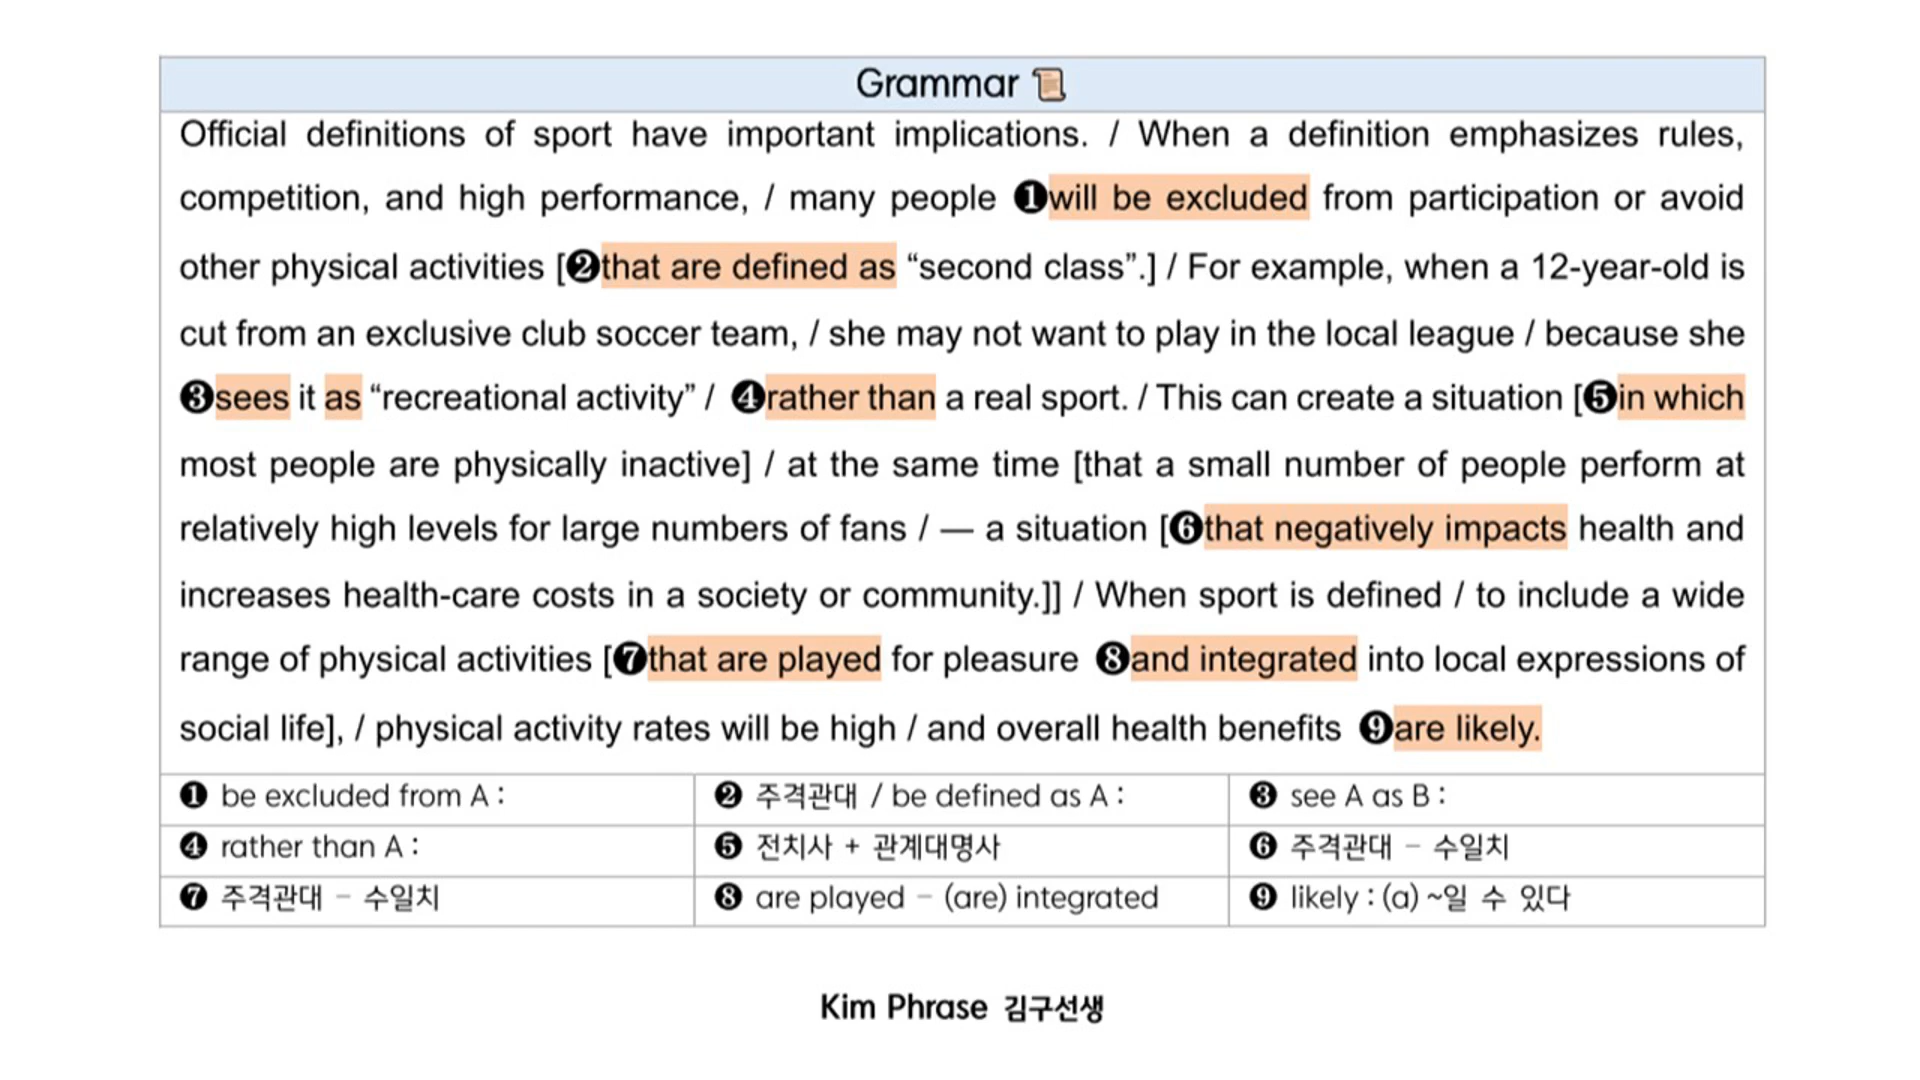 Grammar 📜
Official definitions of sport have important implications. / When a definition emphasizes rules,
competition, and high performance, / many people ❶will be excluded from participation or avoid
other physical activities [❷that are defined as “second class”.] / For example, when a 12-year-old is
cut from an exclusive club soccer team, / she may not want to play in the local league / because she
❸sees it as “recreational activity” / ❹rather than a real sport. / This can create a situation [❺in which
most people are physically inactive] / at the same time [that a small number of people perform at
relatively high levels for large numbers of fans / — a situation [❻that negatively impacts health and
increases health-care costs in a society or community.]] / When sport is defined / to include a wide
range of physical activities [❼that are played for pleasure ❽and integrated into local expressions of
social life], / physical activity rates will be high / and overall health benefits ❾are likely.
❶ be excluded from A :
❷ 주격관대 / be defined as A :
❸ see A as B :
❹ rather than A :
❺ 전치사 + 관계대명사
❻ 주격관대 – 수일치
❼ 주격관대 – 수일치
❽ are played – (are) integrated
❾ likely : (a) ~일 수 있다
Kim Phrase 김구선생